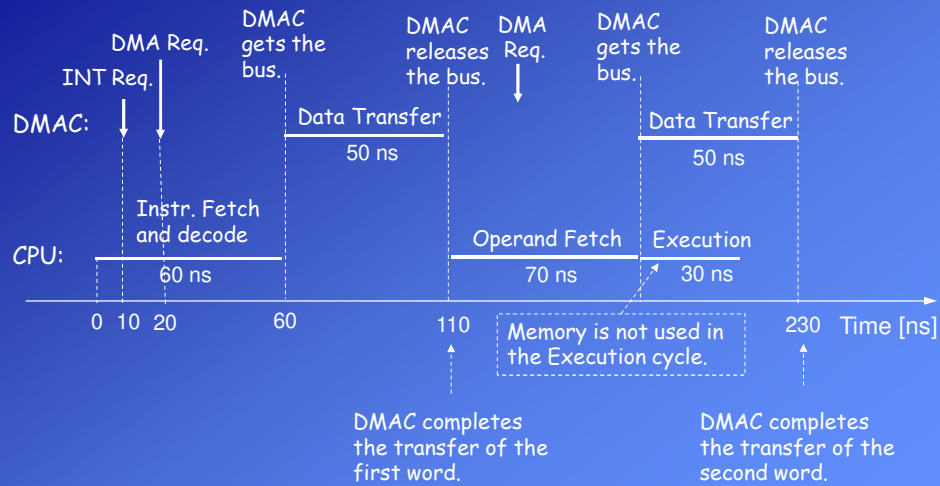 DMAC
gets the
bus.
DMA Req.
INT Req.
DMAC
releases
the bus.
DMA
Req.
DMAC
gets the
bus.
DMAC
releases
the bus.
DMAC:
Data Transfer
50 ns
Data Transfer
50 ns
CPU:
Instr. Fetch
and decode
60 ns
Operand Fetch
70 ns
Execution
30 ns
0
10
20
60
110
230
Time [ns]
Memory is not used in
the Execution cycle.
DMAC completes
the transfer of the
first word.
DMAC completes
the transfer of the
second word.